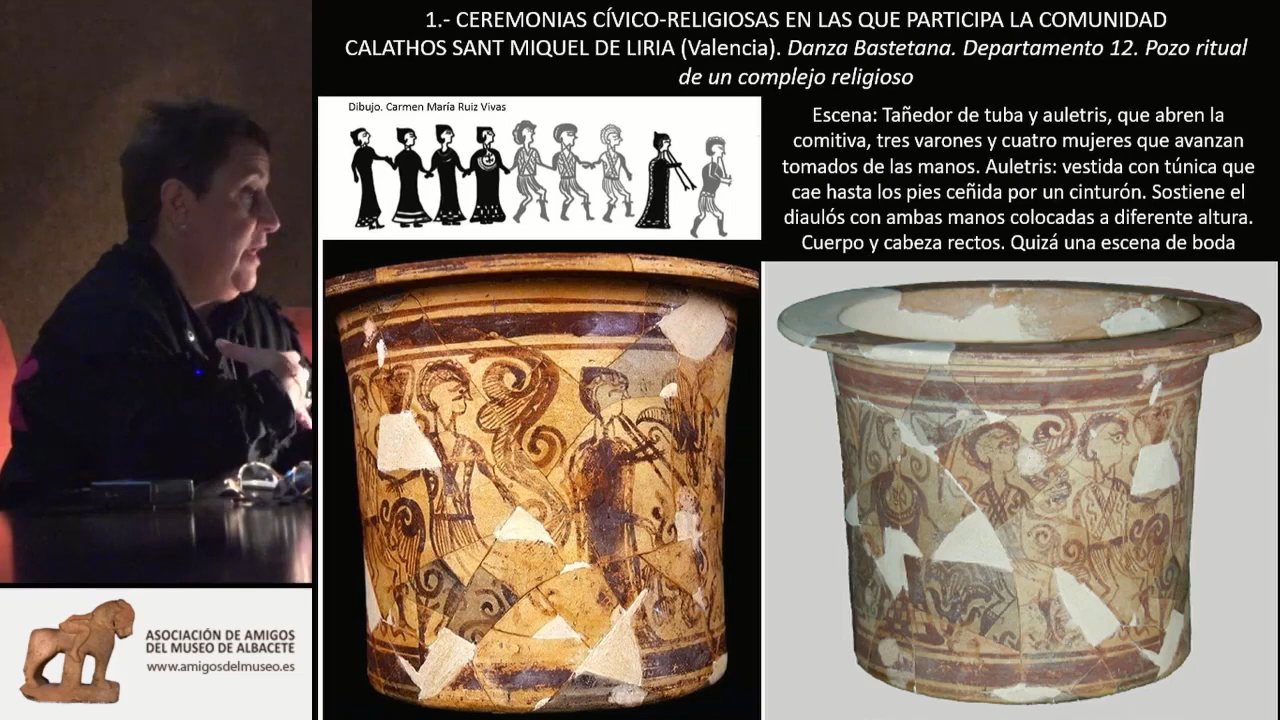 1.- CEREMONIAS CÍVICO-RELIGIOSAS EN LAS QUE PARTICIPA LA COMUNIDAD
CALATHOS SANT MIQUEL DE LIRIA (Valencia). Danza Bastetana. Departamento 12. Pozo ritual
de un complejo religioso
Dibujo. Carmen María Ruiz Vivas
Escena: Tañedor de tuba y auletris, que abren la
comitiva, tres varones y cuatro mujeres que avanzan
tomados de las manos. Auletris: vestida con túnica que
cae hasta los pies ceñida por un cinturón. Sostiene el
diaulós con ambas manos colocadas a diferente altura.
Cuerpo y cabeza rectos. Quizá una escena de boda
ASOCIACIÓN DE AMIGOS
DEL MUSEO DE ALBACETE
www.amigosdelmuseo.es